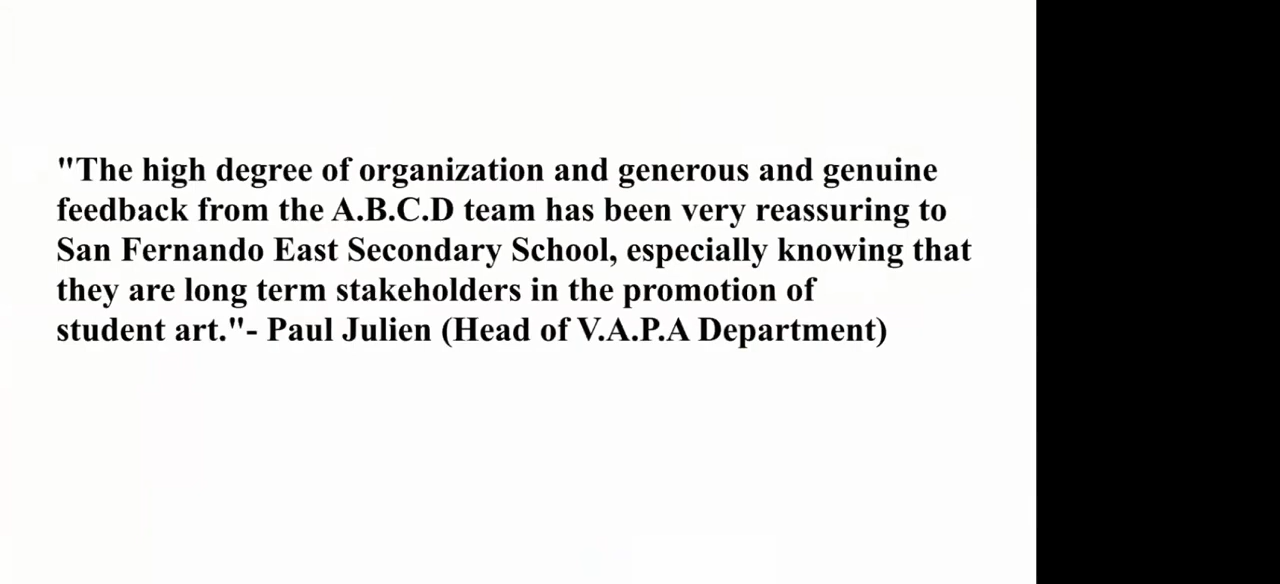 "The high degree of organization and generous and genuine
feedback from the A.B.C.D team has been very reassuring to
San Fernando East Secondary School, especially knowing that
they are long term stakeholders in the promotion of
student art."- Paul Julien (Head of V.A.P.A Department)